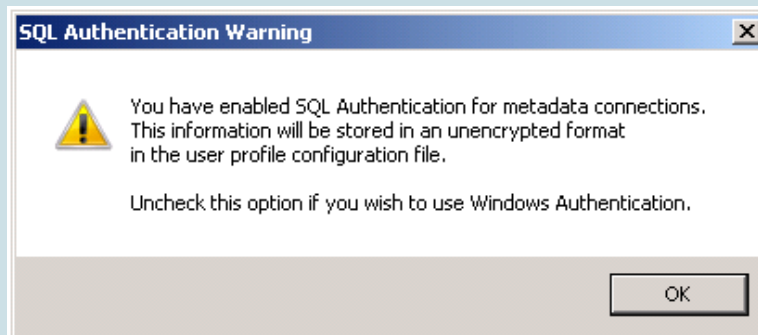 SQL Authentication Warning
You have enabled SQL Authentication for metadata connections.
This information will be stored in an unencrypted format
in the user profile configuration file.
Uncheck this option if you wish to use Windows Authentication.
OK